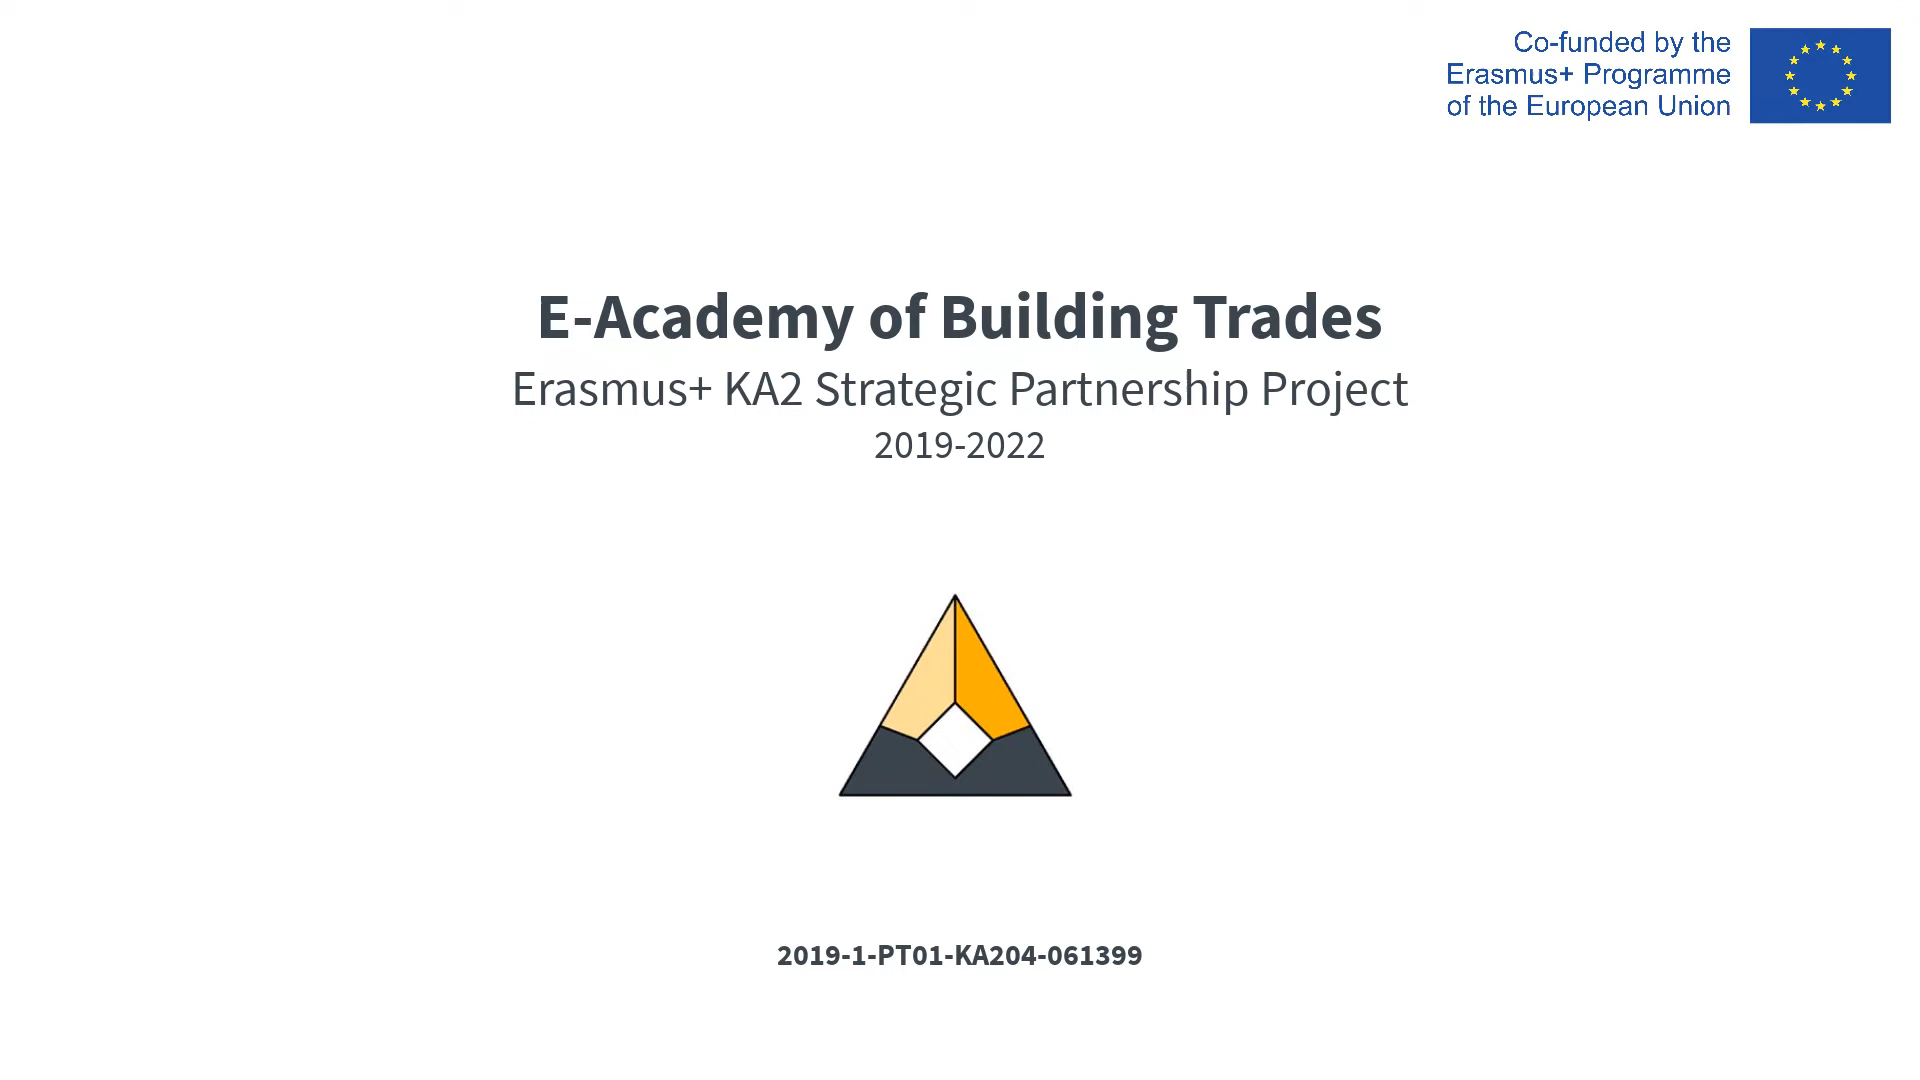 Co-funded by the
Erasmus+ Programme
of the European Union
E-Academy of Building Trades
Erasmus+ KA2 Strategic Partnership Project
2019-2022
2019-1-PT01-KA204-061399